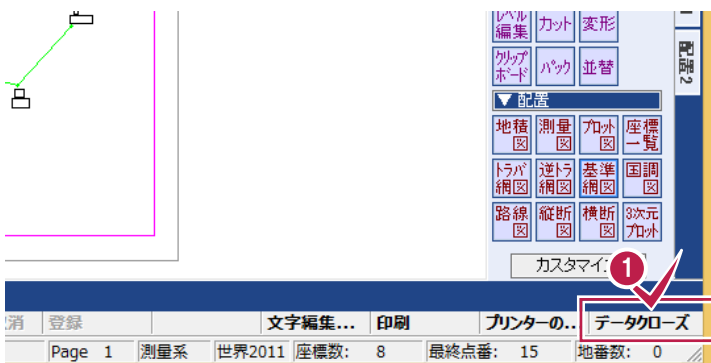 レベル編集 カット 変形
クリップボード パック 並替
配置2
▼ 配置
地積図 測量図 プロット図 座標一覧
トラバ網図 逆トラ網図 基準網図 国調図
路線図 縦断図 横断図 3次元プロット
カスタマイ
1
消 登録 文字編集... 印刷 プリンターの... データクローズ
Page 1 測量系 世界2011 座標数: 8 最終点番: 15 地番数: 0